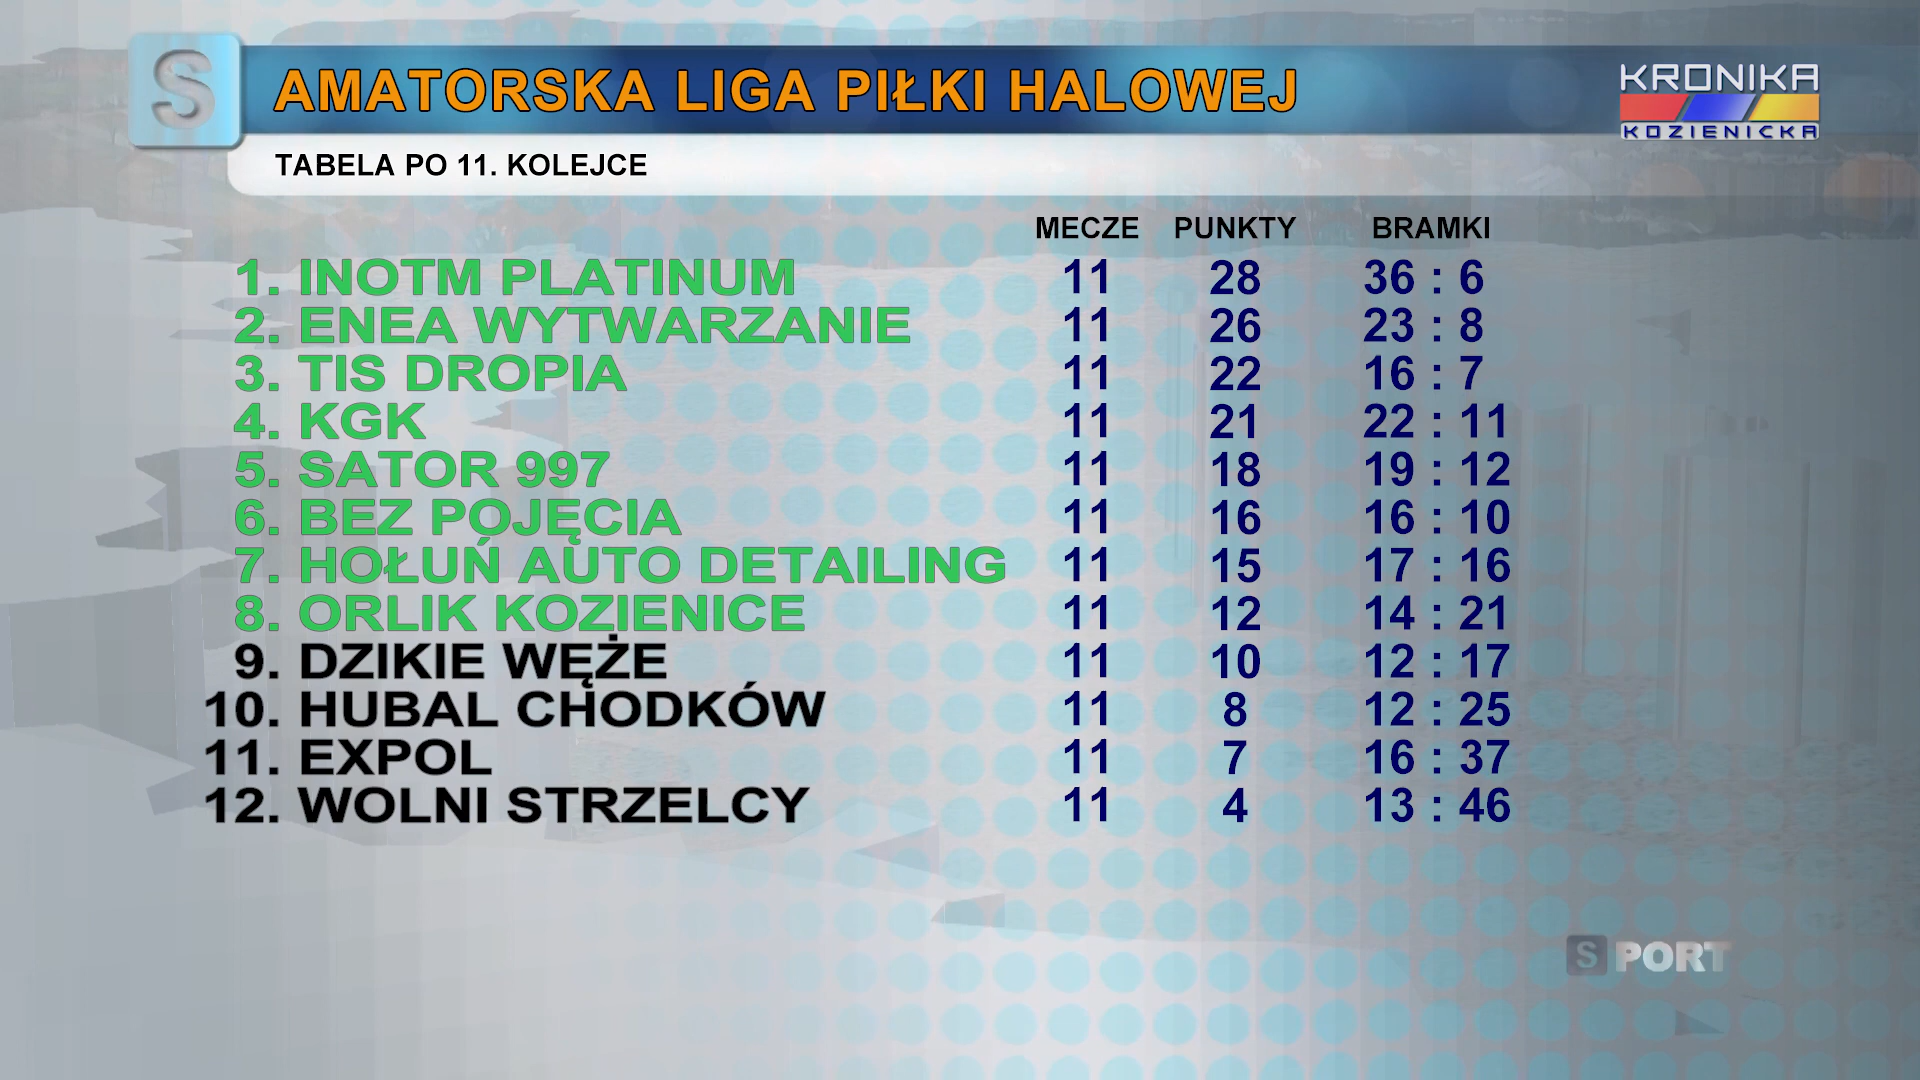 S AMATORSKA LIGA PIŁKI HALOWEJ
KRONIKA
KOZIENICKA
TABELA PO 11. KOLEJCE
MECZE PUNKTY BRAMKI
1. INOTM PLATINUM 11 28 36 : 6
2. ENEA WYTWARZANIE 11 26 23 : 8
3. TIS DROPIA 11 22 16 : 7
4. KGK 11 21 22 : 11
5. SATOR 997 11 18 19 : 12
6. BEZ POJĘCIA 11 16 16 : 10
7. HOŁUŃ AUTO DETAILING 11 15 17 : 16
8. ORLIK KOZIENICE 11 12 14 : 21
9. DZIKIE WĘŻE 11 10 12 : 17
10. HUBAL CHODKÓW 11 8 12 : 25
11. EXPOL 11 7 16 : 37
12. WOLNI STRZELCY 11 4 13 : 46
SPORT